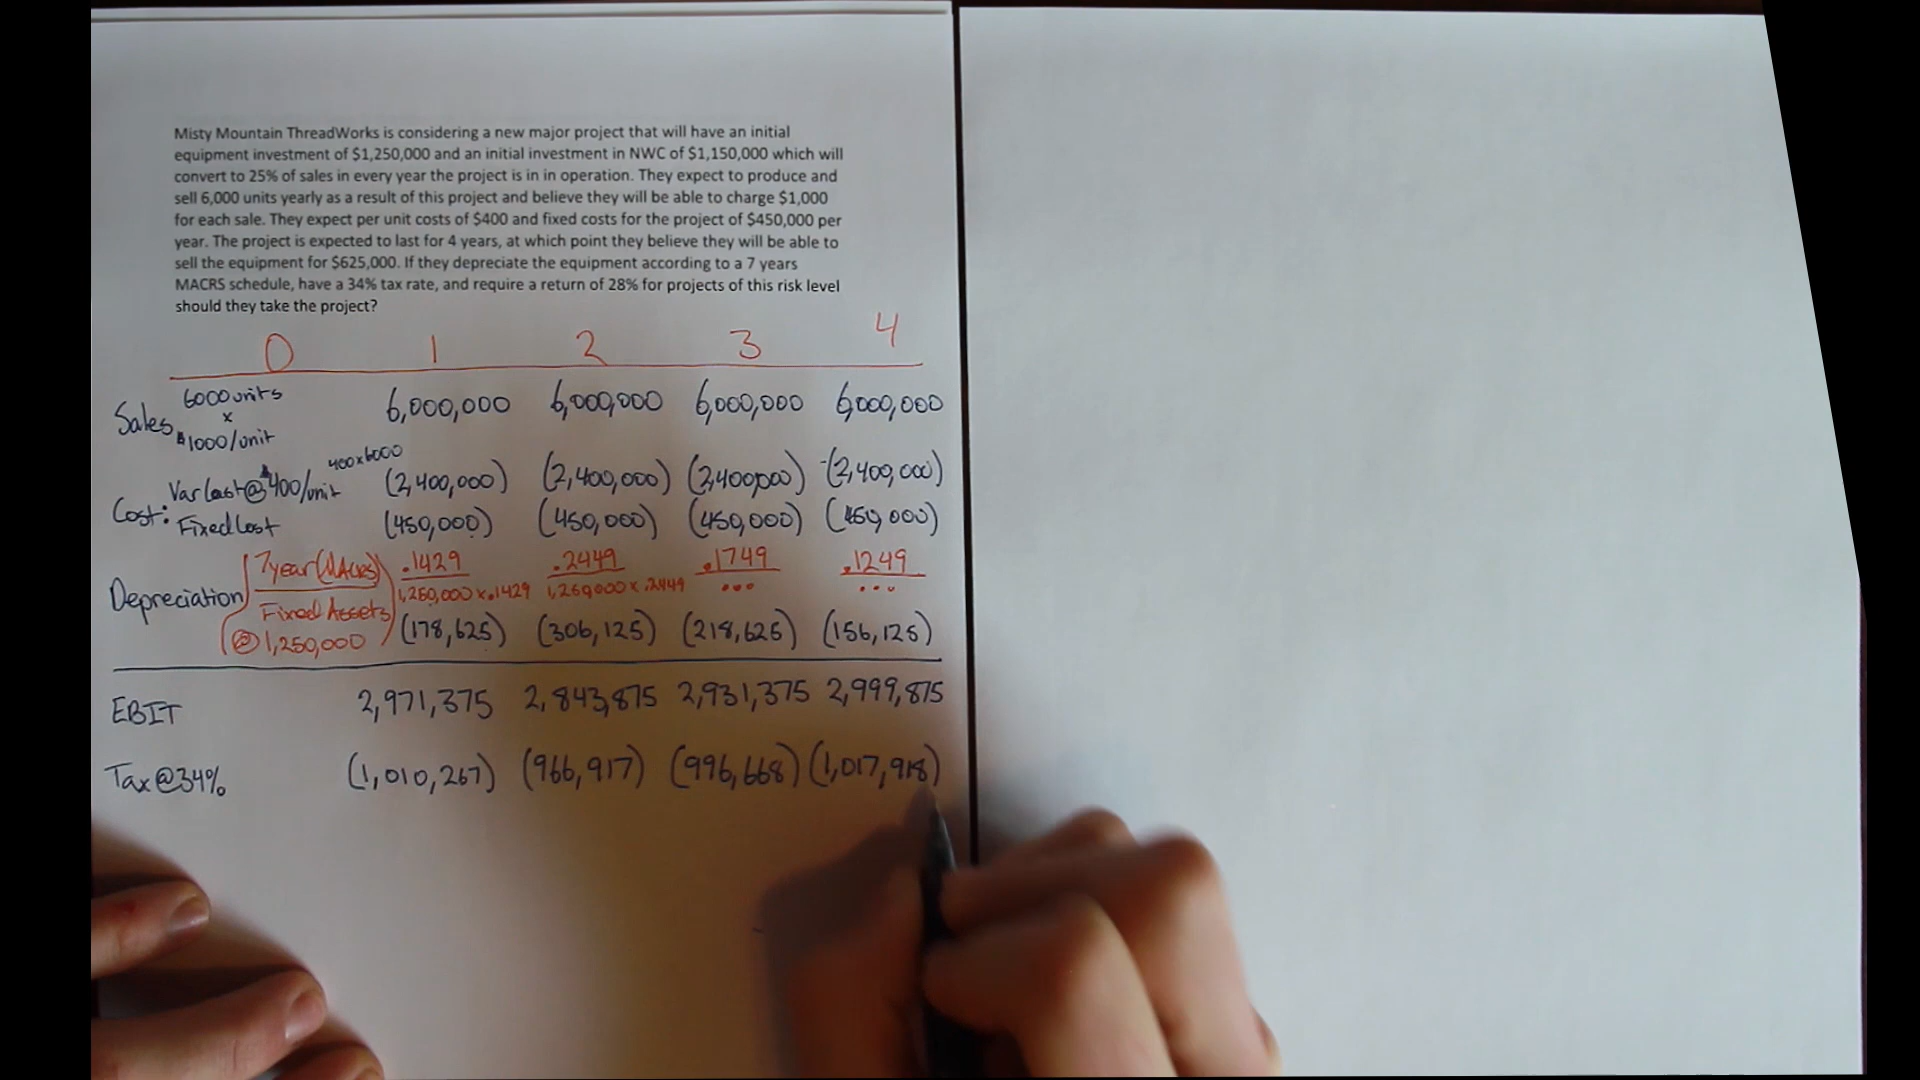 Misty Mountain ThreadWorks is considering a new major project that will have an initial
equipment investment of $1,250,000 and an initial investment in NWC of $1,150,000 which will
convert to 25% of sales in every year the project is in in operation. They expect to produce and
sell 6,000 units yearly as a result of this project and believe they will be able to charge $1,000
for each sale. They expect per unit costs of $400 and fixed costs for the project of $450,000 per
year. The project is expected to last for 4 years, at which point they believe they will be able to
sell the equipment for $625,000. If they depreciate the equipment according to a 7 years
MACRS schedule, have a 34% tax rate, and require a return of 28% for projects of this risk level
should they take the project?
0 1 2 3 4
Sales 6000 units x $1000/unit 6,000,000 6,000,000 6,000,000 6,000,000
400x6000
Cost: Var Cost @ $400/unit (2,400,000) (2,400,000) (2,400,000) (2,400,000)
Fixed Cost (450,000) (450,000) (450,000) (450,000)
7 year (MACRS) .1429 .2449 .1749 .1249
Depreciation Fixed Assets 1,250,000 x .1429 1,250,000 x .2449 ... ...
@ 1,250,000 (178,625) (306,125) (218,625) (156,125)
EBIT 2,971,375 2,843,875 2,931,375 2,999,875
Tax @ 34% (1,010,267) (966,917) (996,668) (1,017,918)